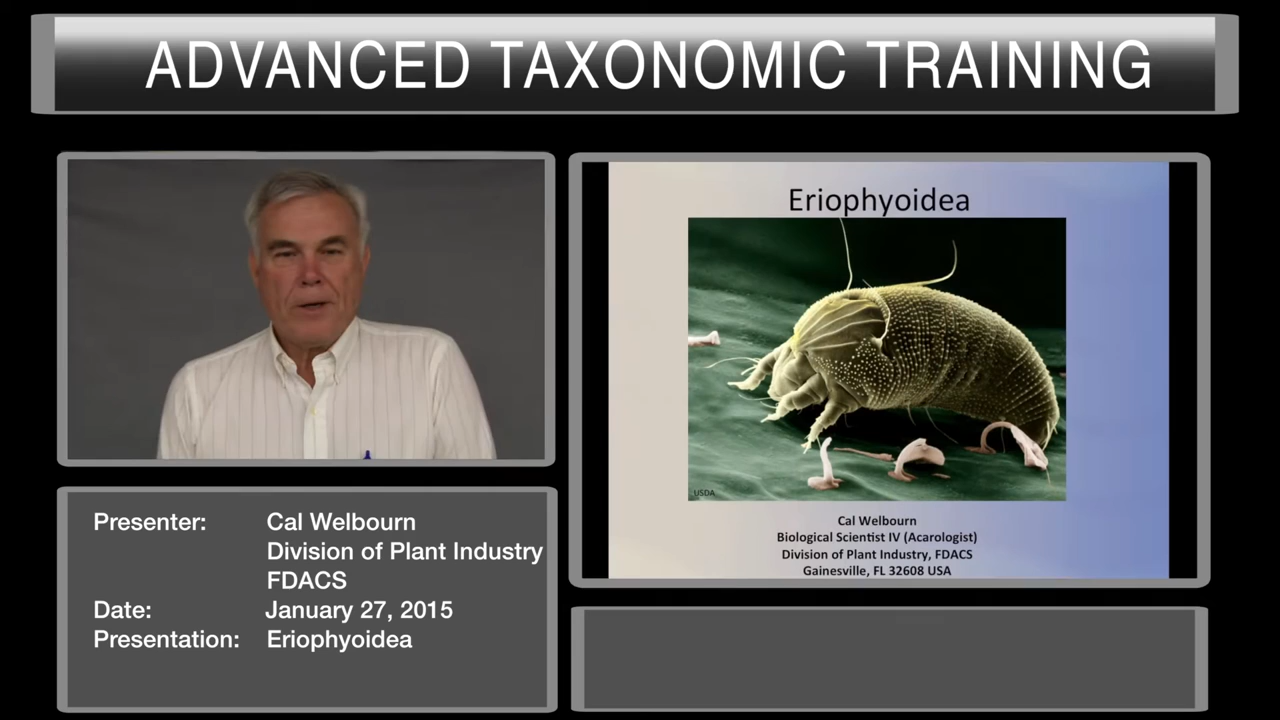 ADVANCED TAXONOMIC TRAINING
Eriophyoidea
USDA
Cal Welbourn
Biological Scientist IV (Acarologist)
Division of Plant Industry, FDACS
Gainesville, FL 32608 USA
Presenter: Cal Welbourn
Division of Plant Industry
FDACS
Date: January 27, 2015
Presentation: Eriophyoidea